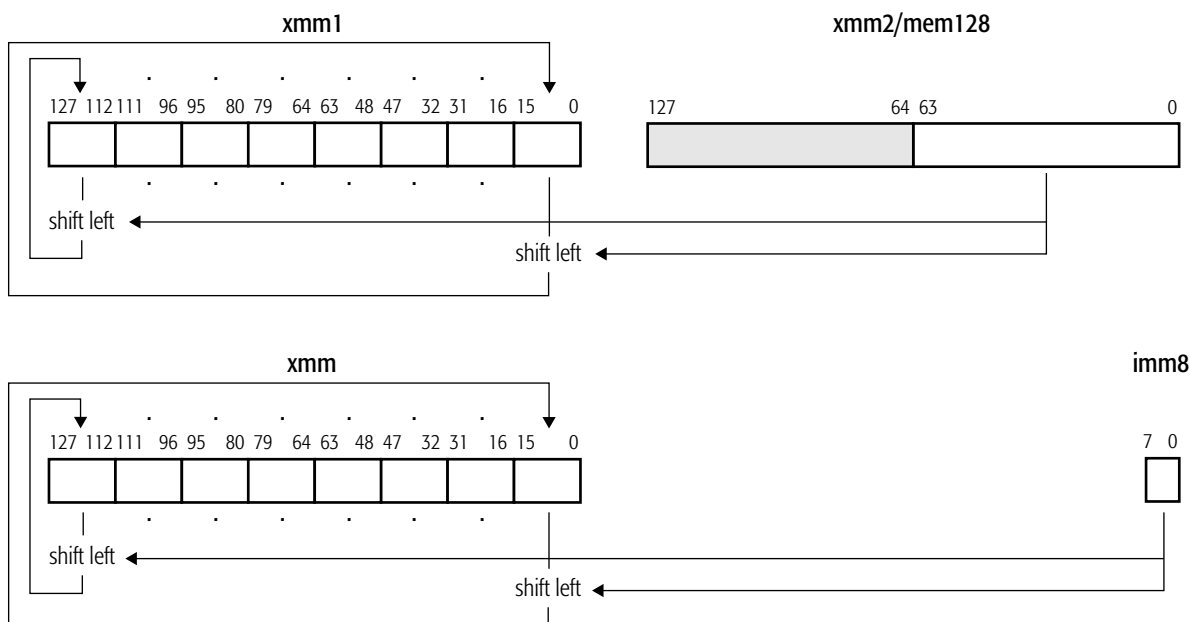 xmm1 xmm2/mem128
. . . . . .
127 112 111 96 95 80 79 64 63 48 47 32 31 16 15 0 127 64 63 0
. . . . . .
shift left
shift left
xmm imm8
. . . . . .
127 112 111 96 95 80 79 64 63 48 47 32 31 16 15 0 7 0
. . . . . .
shift left
shift left